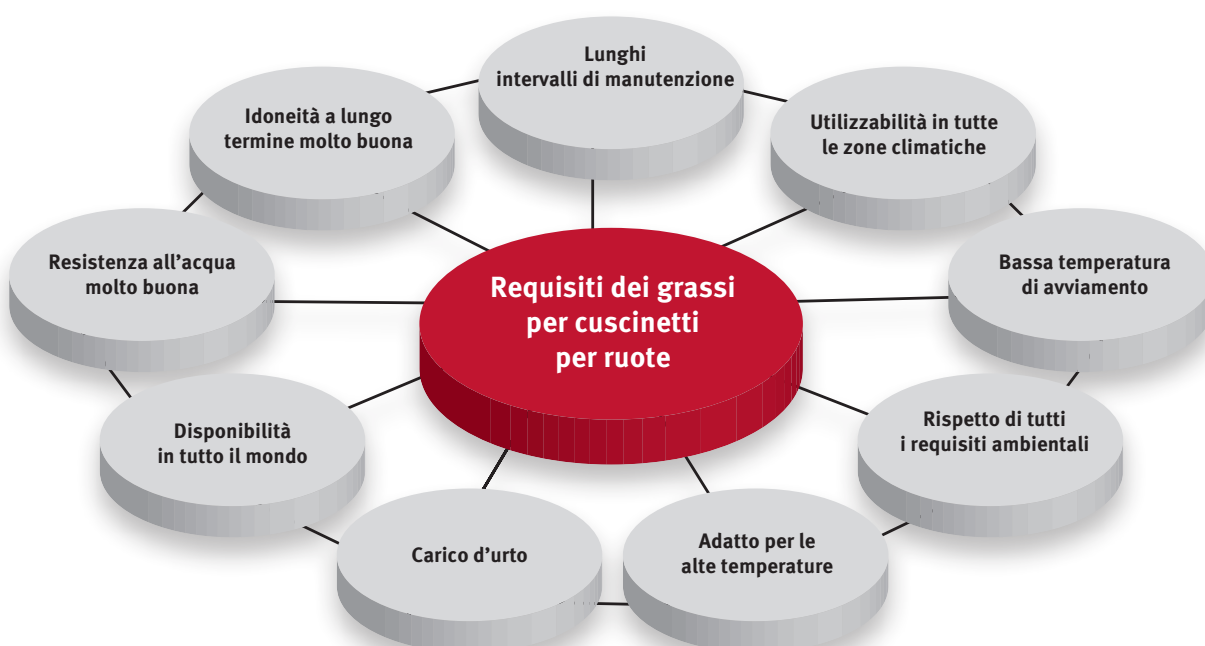 Lunghi
intervalli di manutenzione
Idoneità a lungo
termine molto buona
Utilizzabilità in tutte
le zone climatiche
Resistenza all’acqua
molto buona
Requisiti dei grassi
per cuscinetti
per ruote
Bassa temperatura
di avviamento
Disponibilità
in tutto il mondo
Rispetto di tutti
i requisiti ambientali
Carico d’urto
Adatto per le
alte temperature